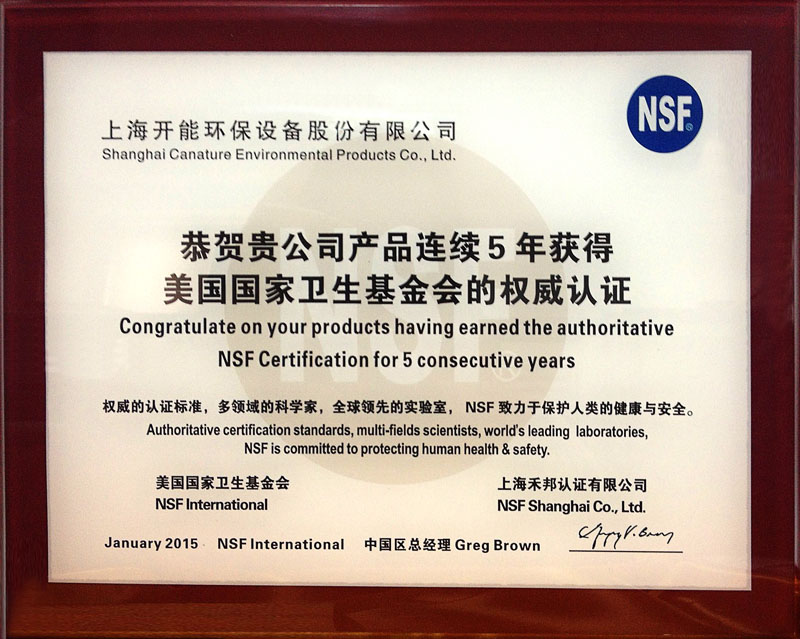 NSF
上海开能环保设备股份有限公司
Shanghai Canature Environmental Products Co., Ltd.
恭贺贵公司产品连续5年获得
美国国家卫生基金会的权威认证
Congratulate on your products having earned the authoritative
NSF Certification for 5 consecutive years
权威的认证标准，多领域的科学家，全球领先的实验室， NSF 致力于保护人类的健康与安全。
Authoritative certification standards, multi-fields scientists, world's leading laboratories,
NSF is committed to protecting human health & safety.
美国国家卫生基金会 上海禾邦认证有限公司
NSF International NSF Shanghai Co., Ltd.
January 2015 NSF International 中国区总经理 Greg Brown